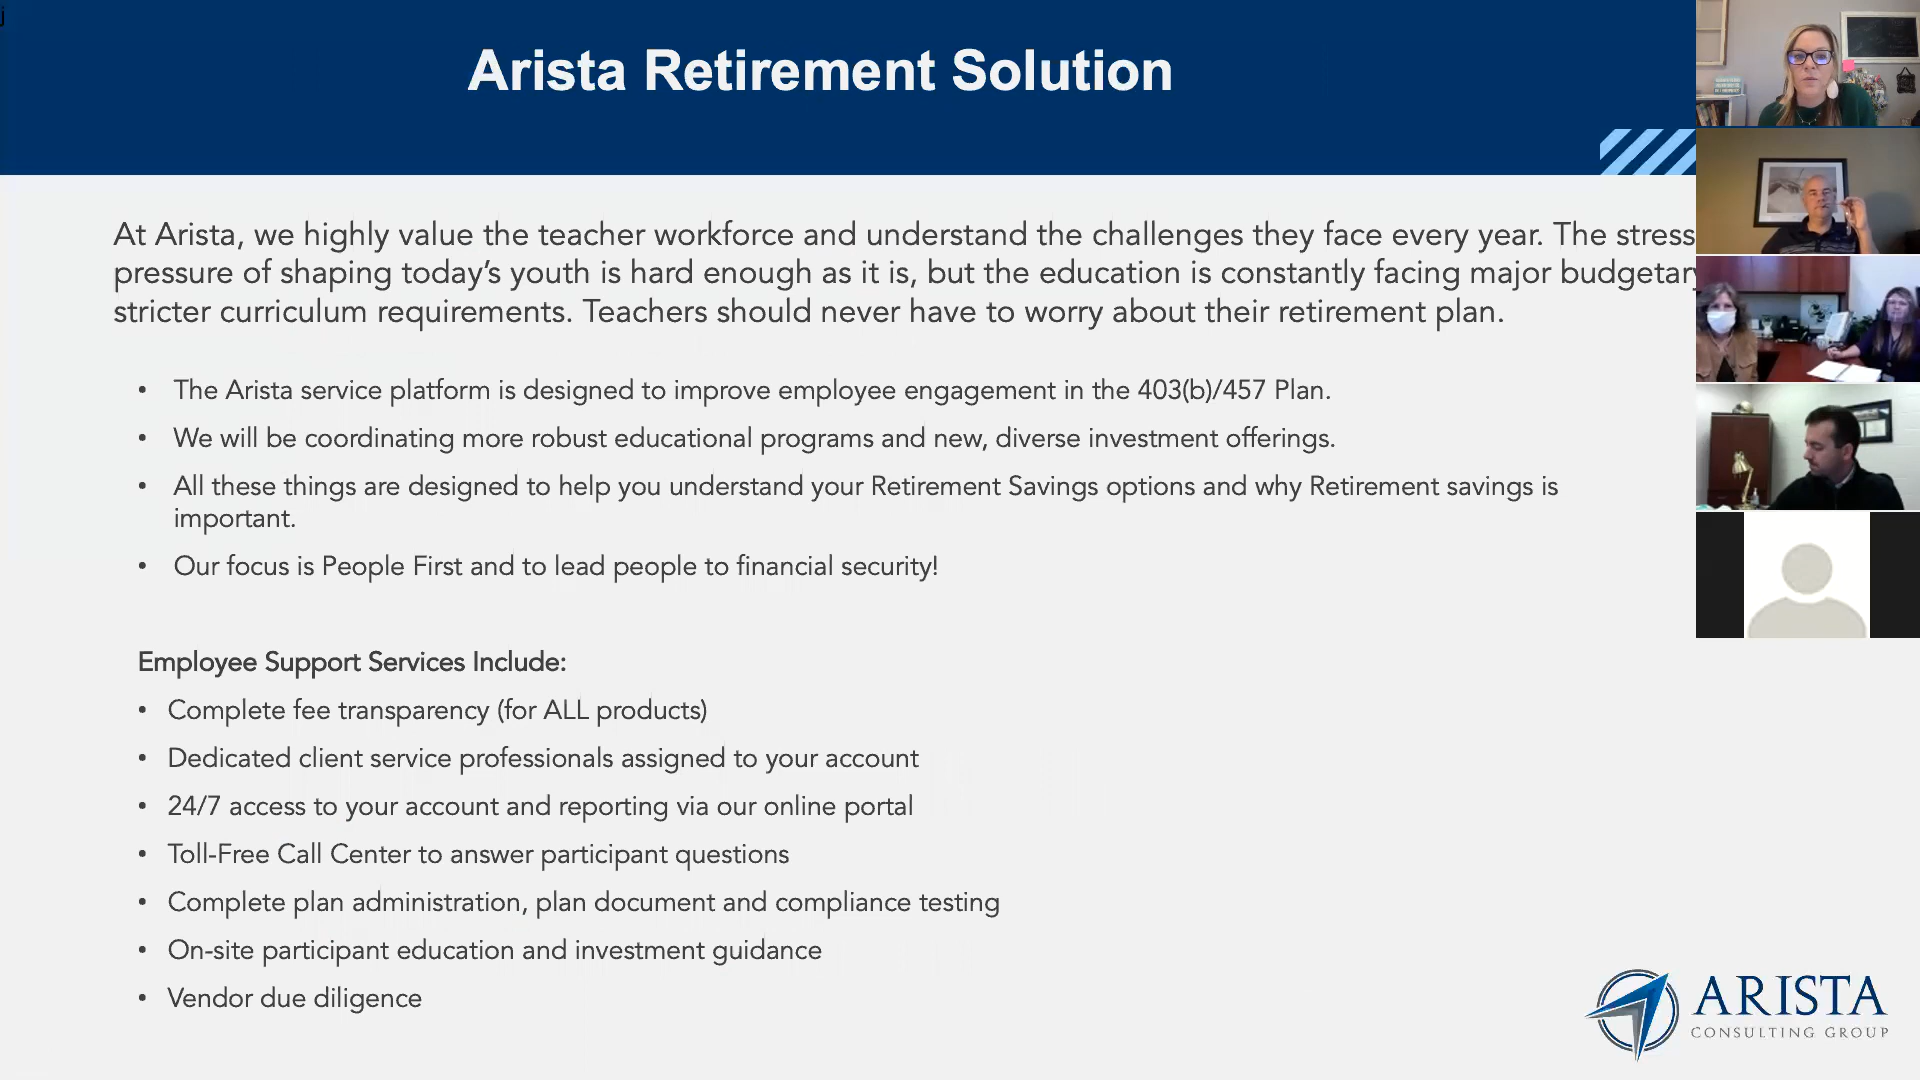 Arista Retirement Solution
At Arista, we highly value the teacher workforce and understand the challenges they face every year. The stress
pressure of shaping today's youth is hard enough as it is, but the education is constantly facing major budgetary
stricter curriculum requirements. Teachers should never have to worry about their retirement plan.
• The Arista service platform is designed to improve employee engagement in the 403(b)/457 Plan.
• We will be coordinating more robust educational programs and new, diverse investment offerings.
• All these things are designed to help you understand your Retirement Savings options and why Retirement savings is
important.
• Our focus is People First and to lead people to financial security!
Employee Support Services Include:
• Complete fee transparency (for ALL products)
• Dedicated client service professionals assigned to your account
• 24/7 access to your account and reporting via our online portal
• Toll-Free Call Center to answer participant questions
• Complete plan administration, plan document and compliance testing
• On-site participant education and investment guidance
• Vendor due diligence
ARISTA
CONSULTING GROUP